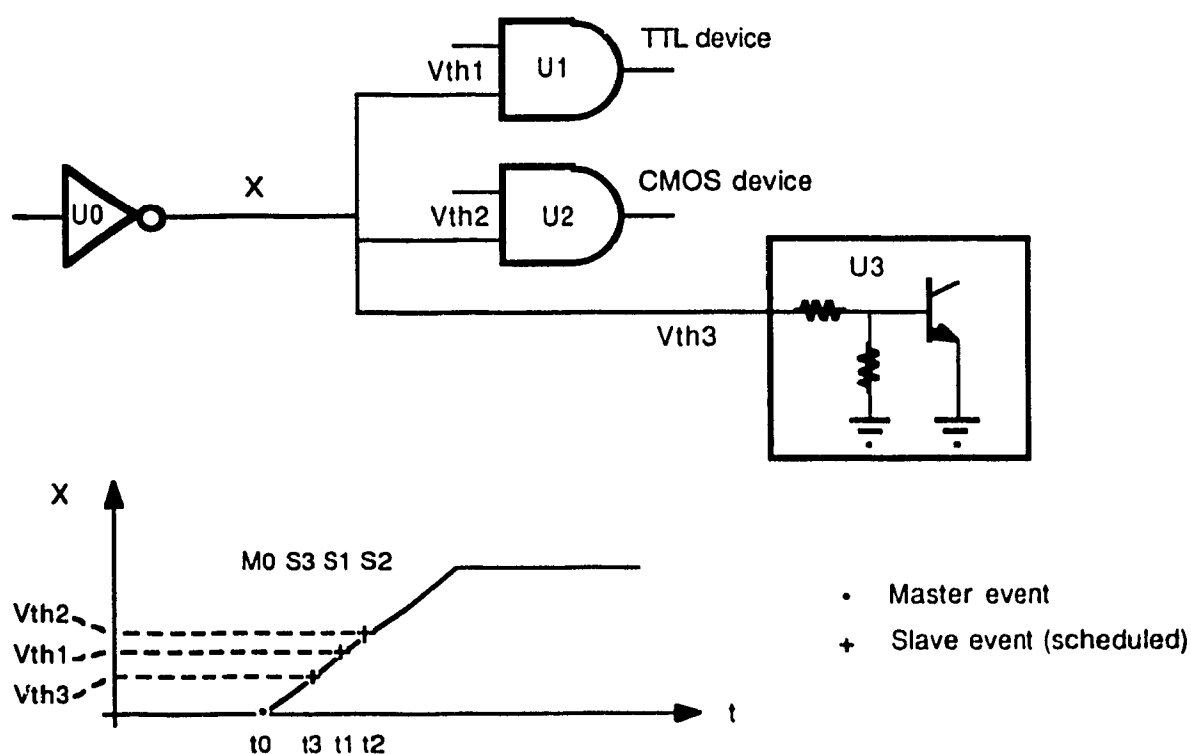 TTL device
Vth1
U1
X
CMOS device
U0
Vth2
U2
U3
Vth3
X
M0 S3 S1 S2
• Master event
Vth2
+ Slave event (scheduled)
Vth1
Vth3
t
t0 t3 t1 t2